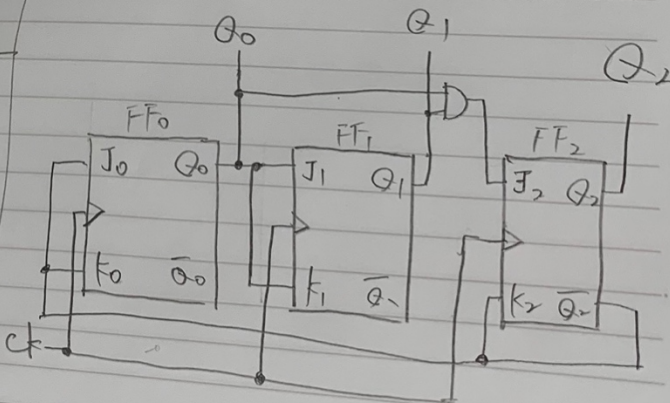 Q0 Q1 Q2
FF0 FF1 FF2
J0 Q0 J1 Q1 J2 Q2
K0 Q̅0 K1 Q̅1 K2 Q̅2
CK